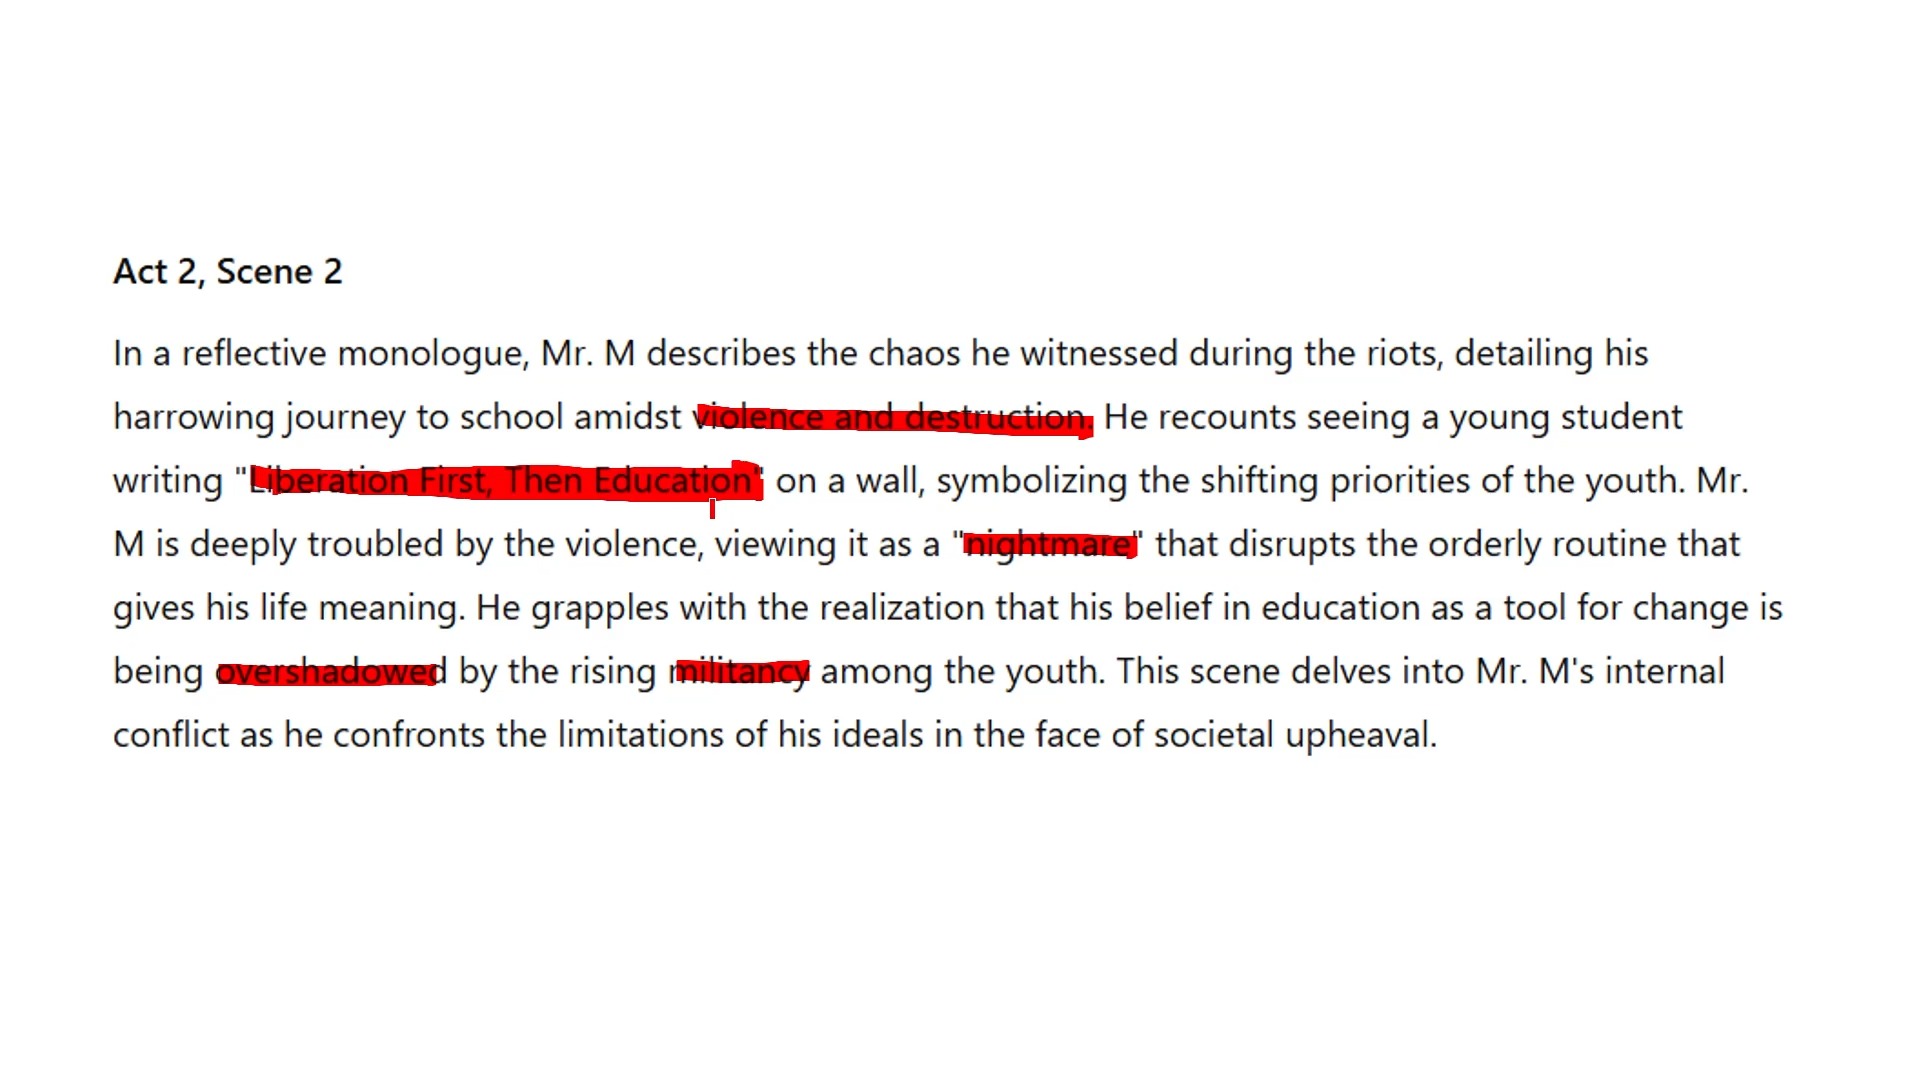 Act 2, Scene 2
In a reflective monologue, Mr. M describes the chaos he witnessed during the riots, detailing his
harrowing journey to school amidst violence and destruction. He recounts seeing a young student
writing "Liberation First, Then Education" on a wall, symbolizing the shifting priorities of the youth. Mr.
M is deeply troubled by the violence, viewing it as a "nightmare" that disrupts the orderly routine that
gives his life meaning. He grapples with the realization that his belief in education as a tool for change is
being overshadowed by the rising militancy among the youth. This scene delves into Mr. M's internal
conflict as he confronts the limitations of his ideals in the face of societal upheaval.